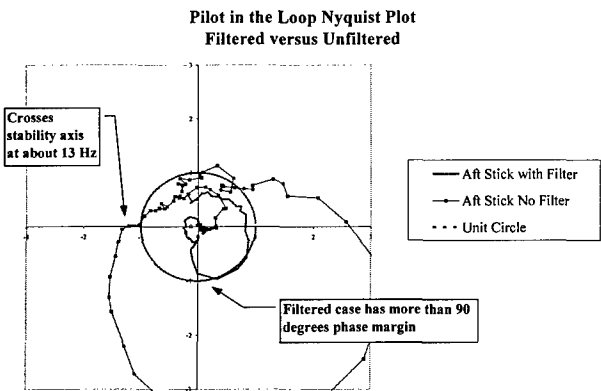 Pilot in the Loop Nyquist Plot
Filtered versus Unfiltered
3
2
Crosses
stability axis
at about 13 Hz
Aft Stick with Filter
Aft Stick No Filter
Unit Circle
-2
2
Filtered case has more than 90
degrees phase margin
-2